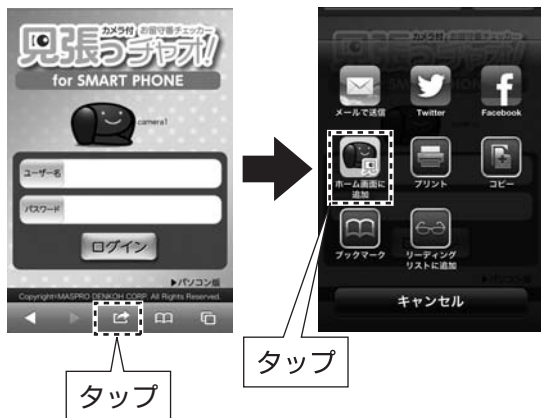 カメラ付 お留守番チェッカー
見張っチャオ!
for SMART PHONE
camera1
ユーザー名
パスワード
ログイン
▶パソコン版
Copyright©MASPRO DENKOH CORP. All Rights Reserved.
タップ
メールで送信
Twitter
Facebook
ホーム画面に
追加
プリント
コピー
ブックマーク
リーディング
リストに追加
キャンセル
タップ